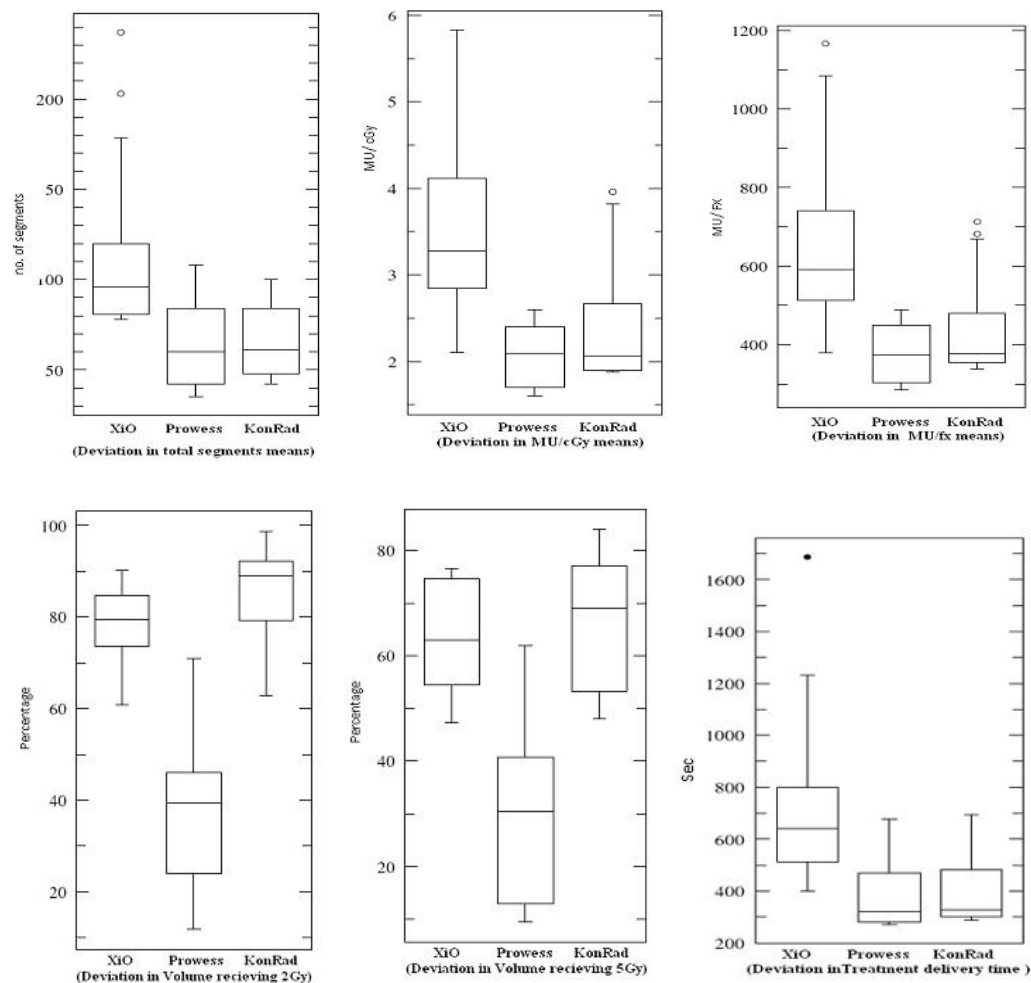 200
50
100
50
no. of segments
XiO Prowess KonRad
(Deviation in total segments means)
6
5
4
3
2
MU/cGy
XiO Prowess KonRad
(Deviation in MU/cGy means)
1200
1000
800
600
400
MU/Fx
XiO Prowess KonRad
(Deviation in MU/fx means)
100
80
60
40
20
Percentage
XiO Prowess KonRad
(Deviation in Volume recieving 2Gy)
80
60
40
20
Percentage
XiO Prowess KonRad
(Deviation in Volume recieving 5Gy)
1600
1400
1200
1000
800
600
400
200
Sec
XiO Prowess KonRad
(Deviation inTreatment delivery time )